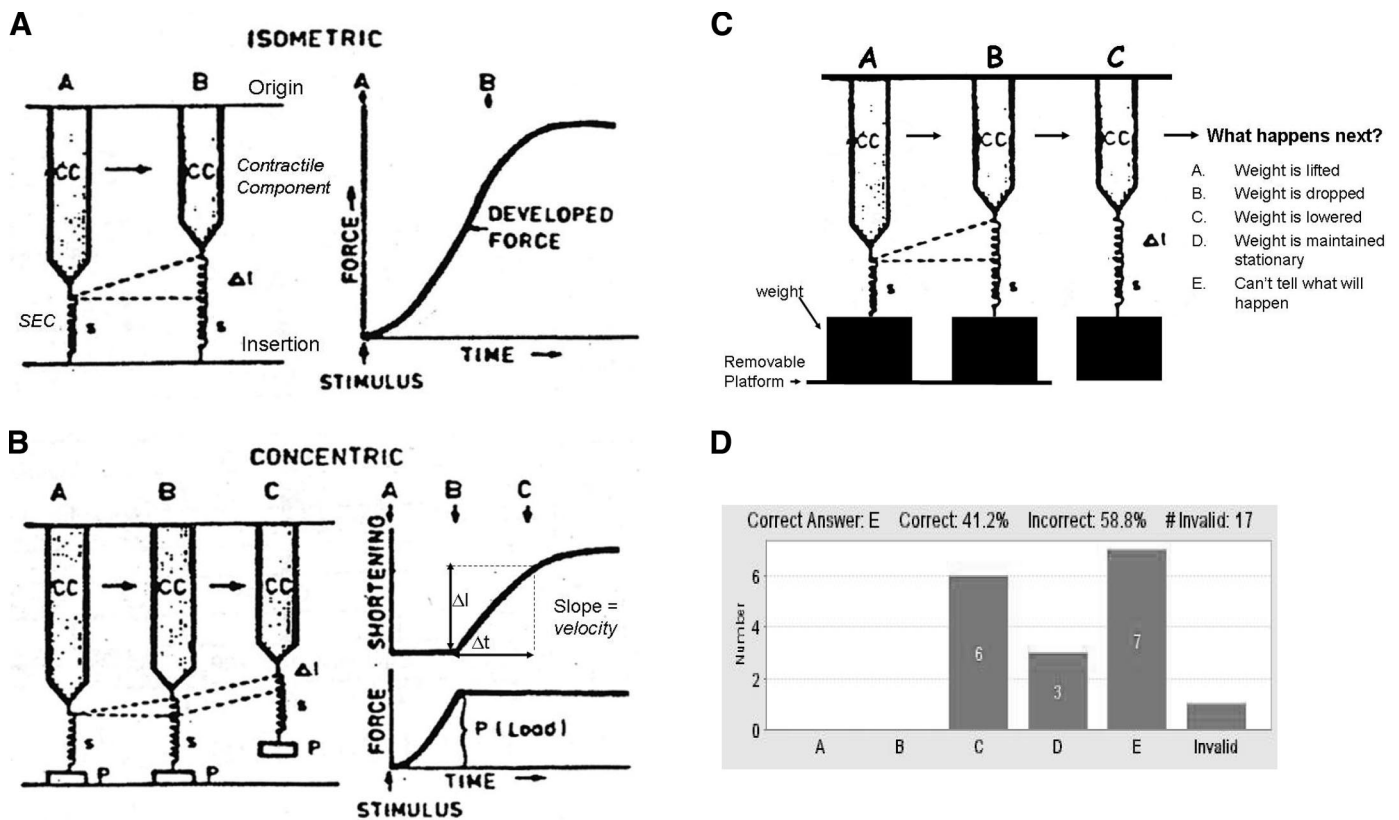 A
ISOMETRIC
A
B
Origin
CC
CC
Contractile
Component
Δl
SEC
s
s
Insertion
A
B
FORCE
DEVELOPED
FORCE
TIME
STIMULUS
B
CONCENTRIC
A
B
C
CC
CC
CC
Δl
s
s
P
P
P
A
B
C
SHORTENING
Δl
Δt
Slope =
velocity
FORCE
P (Load)
TIME
STIMULUS
C
A
B
C
CC
CC
CC
What happens next?
A. Weight is lifted
B. Weight is dropped
C. Weight is lowered
D. Weight is maintained
stationary
E. Can't tell what will
happen
Δl
s
s
s
weight
Removable
Platform
D
Correct Answer: E Correct: 41.2% Incorrect: 58.8% # Invalid: 17
Number
6
4
2
0
6
3
7
A B C D E Invalid